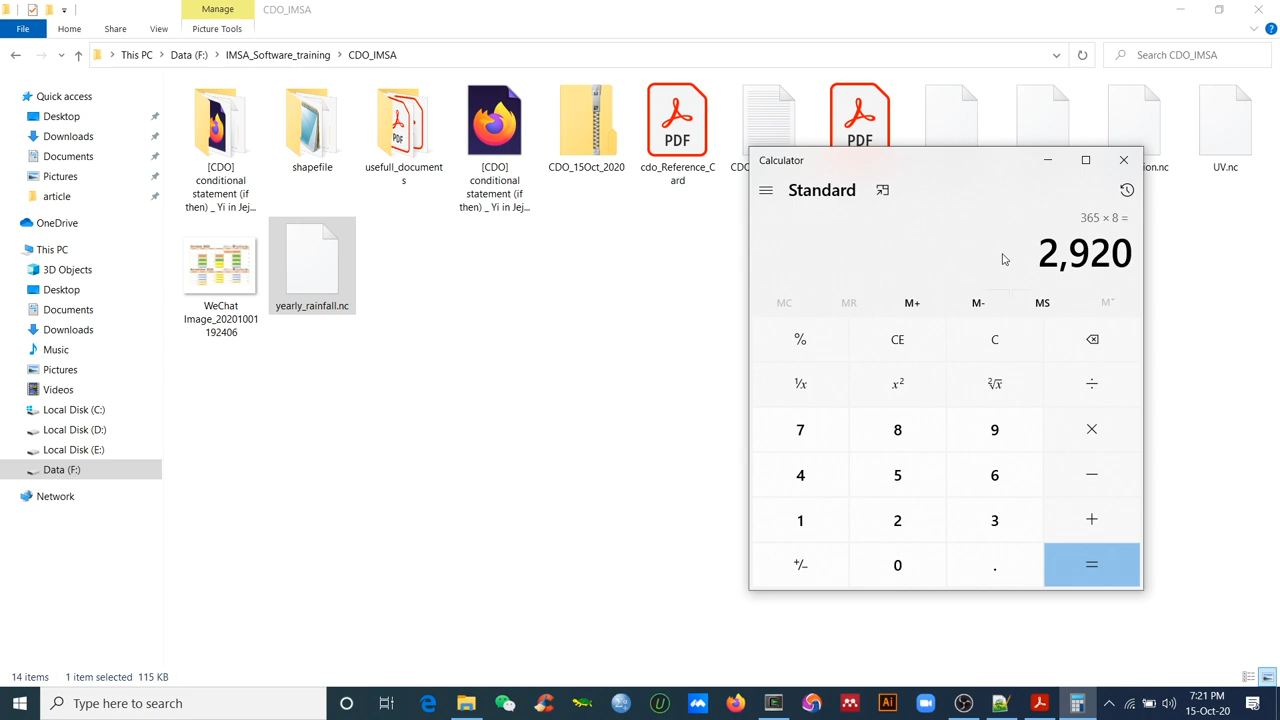 Manage
CDO_IMSA
File
Home
Share
View
Picture Tools
This PC
Data (F:)
IMSA_Software_training
CDO_IMSA
Search CDO_IMSA
Quick access
Desktop
Downloads
Documents
Pictures
article
OneDrive
This PC
3D Objects
Desktop
Documents
Downloads
Music
Pictures
Videos
Local Disk (C:)
Local Disk (D:)
Local Disk (E:)
Data (F:)
Network
[CDO]
conditional
statement (if
then) _ Yi in Jej...
shapefile
usefull_document
s
[CDO]
conditional
statement (if
then) _ Yi in Jej...
CDO_15Oct_2020
PDF
cdo_Reference_C
ard
PDF
UV.nc
WeChat
Image_20201001
192406
yearly_rainfall.nc
Calculator
Standard
365 × 8 =
2,920
MC
MR
M+
M-
MS
M˅
%
CE
C
⅟x
x²
²√x
÷
7
8
9
×
4
5
6
−
1
2
3
+
+/−
0
.
=
14 items
1 item selected 115 KB
Type here to search
Ai
7:21 PM
15-Oct-20